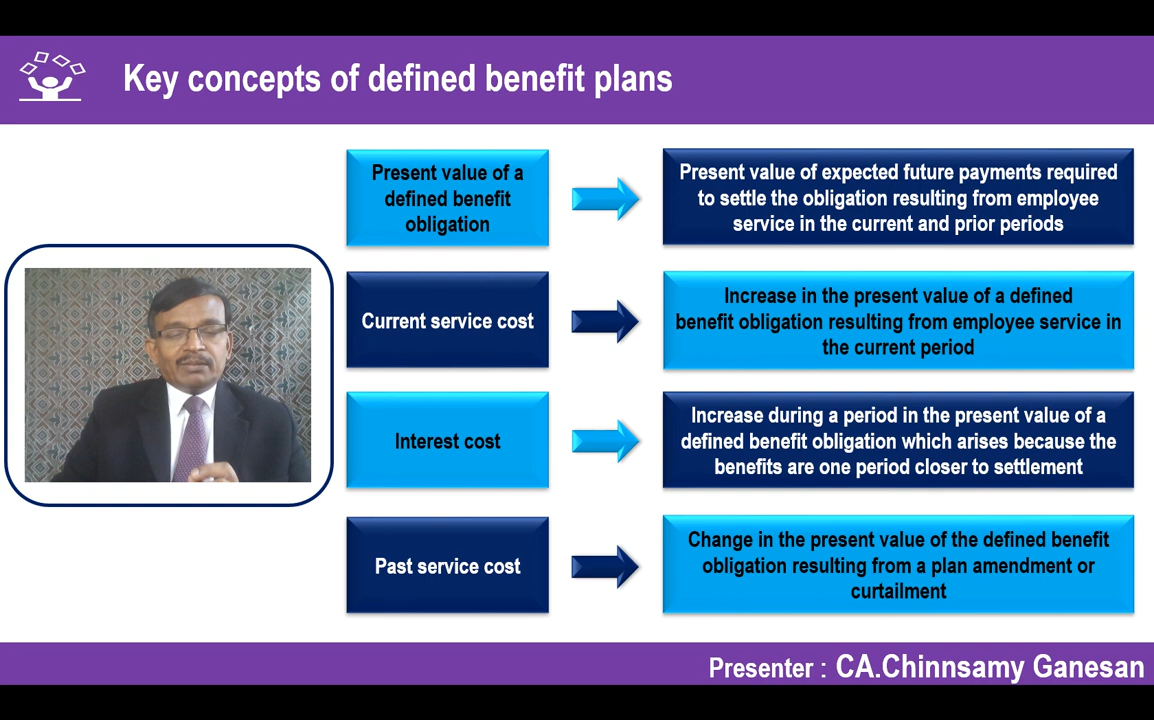 Key concepts of defined benefit plans
Present value of a
defined benefit
obligation
Present value of expected future payments required
to settle the obligation resulting from employee
service in the current and prior periods
Current service cost
Increase in the present value of a defined
benefit obligation resulting from employee service in
the current period
Interest cost
Increase during a period in the present value of a
defined benefit obligation which arises because the
benefits are one period closer to settlement
Past service cost
Change in the present value of the defined benefit
obligation resulting from a plan amendment or
curtailment
Presenter : CA.Chinnsamy Ganesan